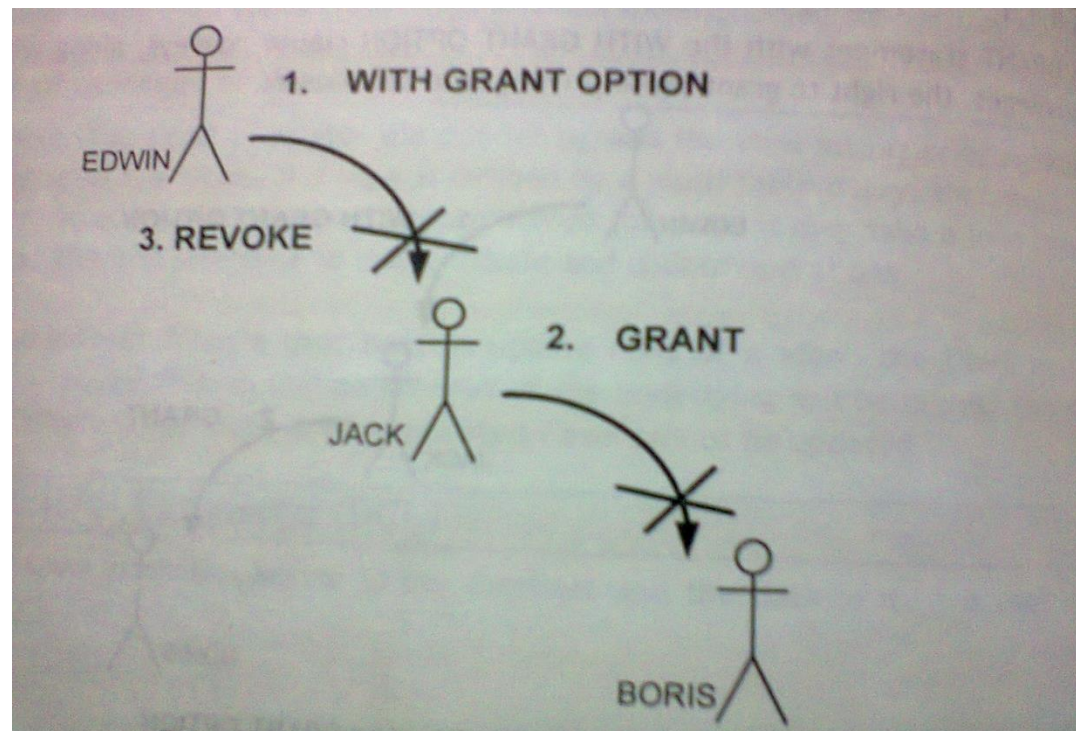 1. WITH GRANT OPTION
EDWIN
3. REVOKE
2. GRANT
JACK
BORIS